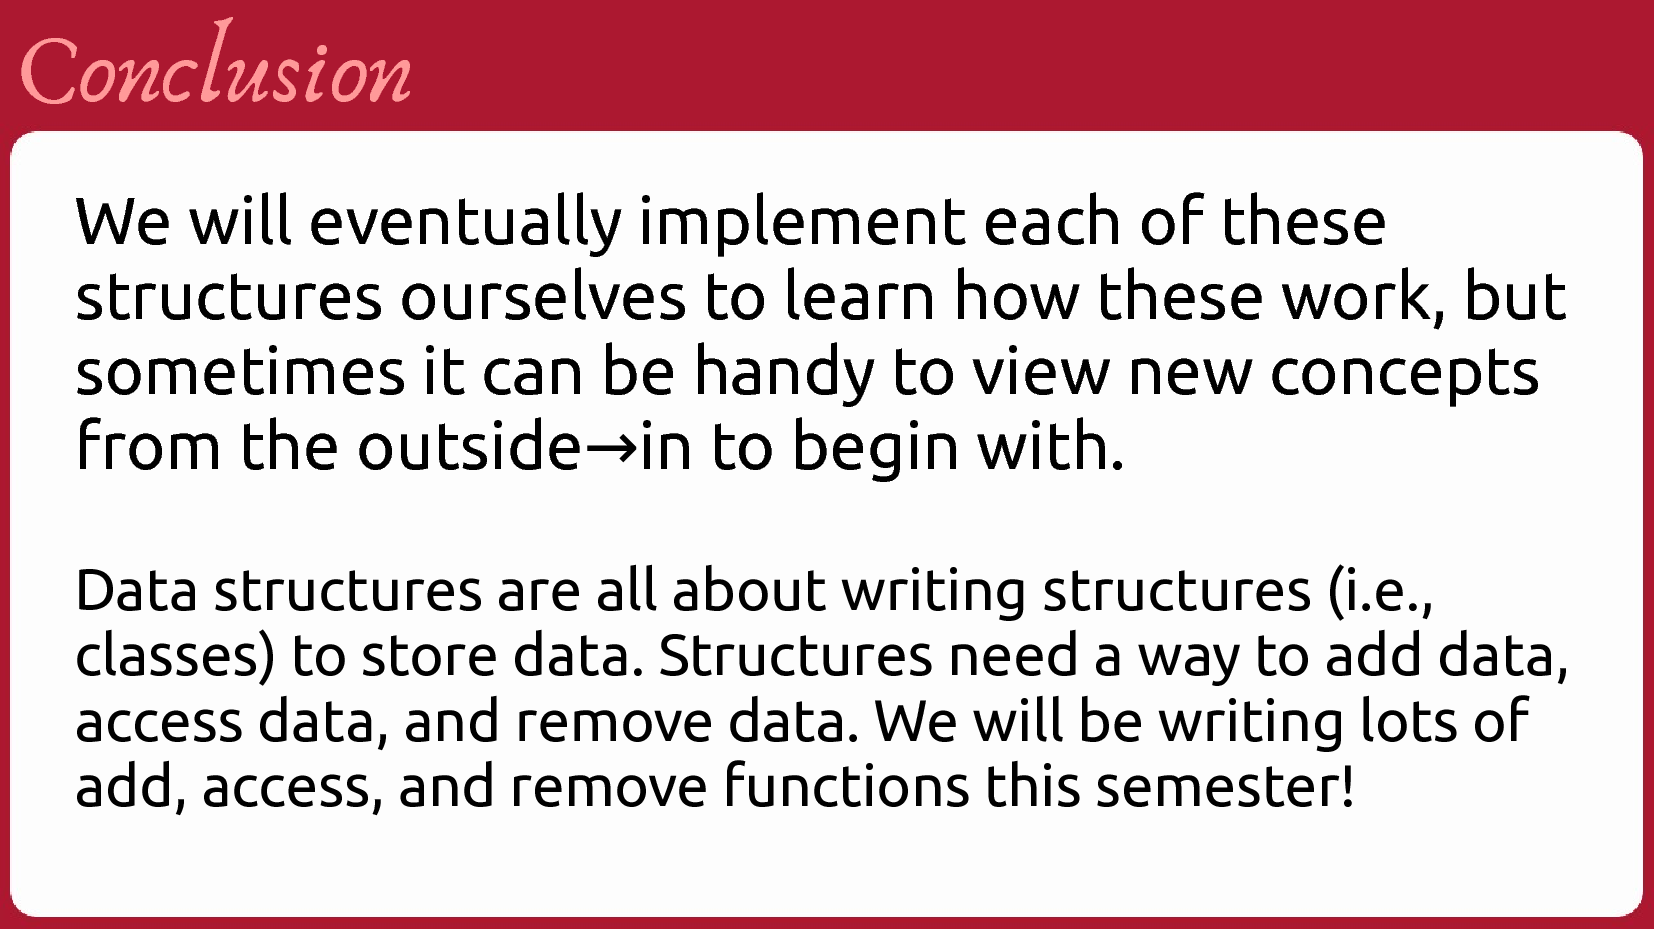 Conclusion
We will eventually implement each of these
structures ourselves to learn how these work, but
sometimes it can be handy to view new concepts
from the outside→in to begin with.
Data structures are all about writing structures (i.e.,
classes) to store data. Structures need a way to add data,
access data, and remove data. We will be writing lots of
add, access, and remove functions this semester!